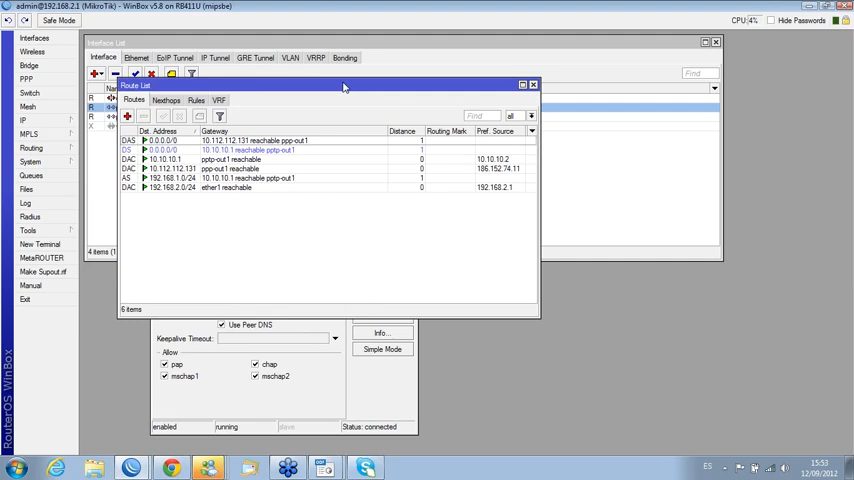 admin@192.168.2.1 (MikroTik) - WinBox v5.8 on RB411U (mipsbe)
Safe Mode
CPU: 4%
Hide Passwords
Interfaces
Wireless
Bridge
PPP
Switch
Mesh
IP
MPLS
Routing
System
Queues
Files
Log
Radius
Tools
New Terminal
MetaROUTER
Make Supout.rif
Manual
Exit
RouterOS WinBox
Interface List
Interface Ethernet EoIP Tunnel IP Tunnel GRE Tunnel VLAN VRRP Bonding
Find
R
R
R
X
4 items (1
Route List
Routes Nexthops Rules VRF
Find all
Dst. Address / Gateway Distance Routing Mark Pref. Source
DAS 0.0.0.0/0 10.112.112.131 reachable ppp-out1 1
DS 0.0.0.0/0 10.10.10.1 reachable pptp-out1 1
DAC 10.10.10.1 pptp-out1 reachable 0 10.10.10.2
DAC 10.112.112.131 ppp-out1 reachable 0 186.152.74.11
AS 192.168.1.0/24 10.10.10.1 reachable pptp-out1 1
DAC 192.168.2.0/24 ether1 reachable 0 192.168.2.1
6 items
Use Peer DNS
Keepalive Timeout:
Allow
pap chap
mschap1 mschap2
Info...
Simple Mode
enabled running slave Status: connected
ES
15:53
12/09/2012